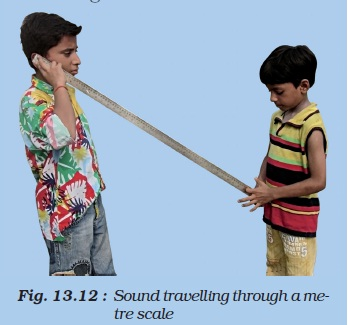 Fig. 13.12 : Sound travelling through a me-
tre scale